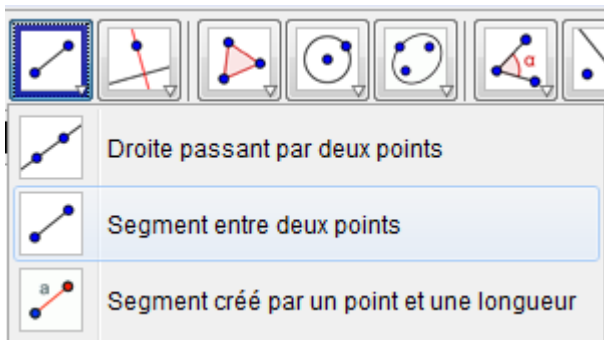 α
Droite passant par deux points
Segment entre deux points
a
Segment créé par un point et une longueur